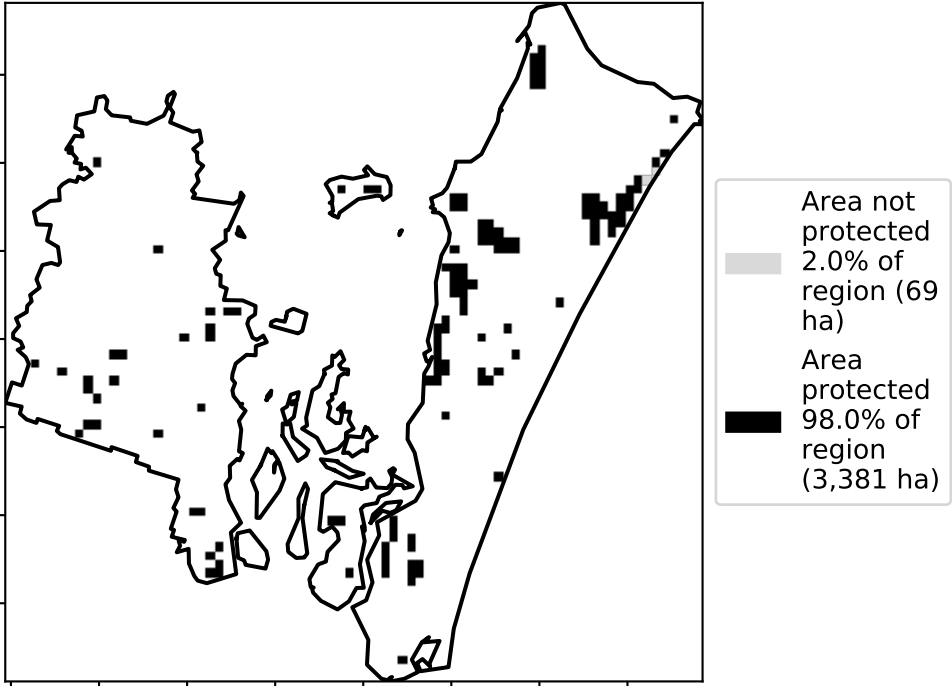 Area not
protected
2.0% of
region (69
ha)
Area
protected
98.0% of
region
(3,381 ha)